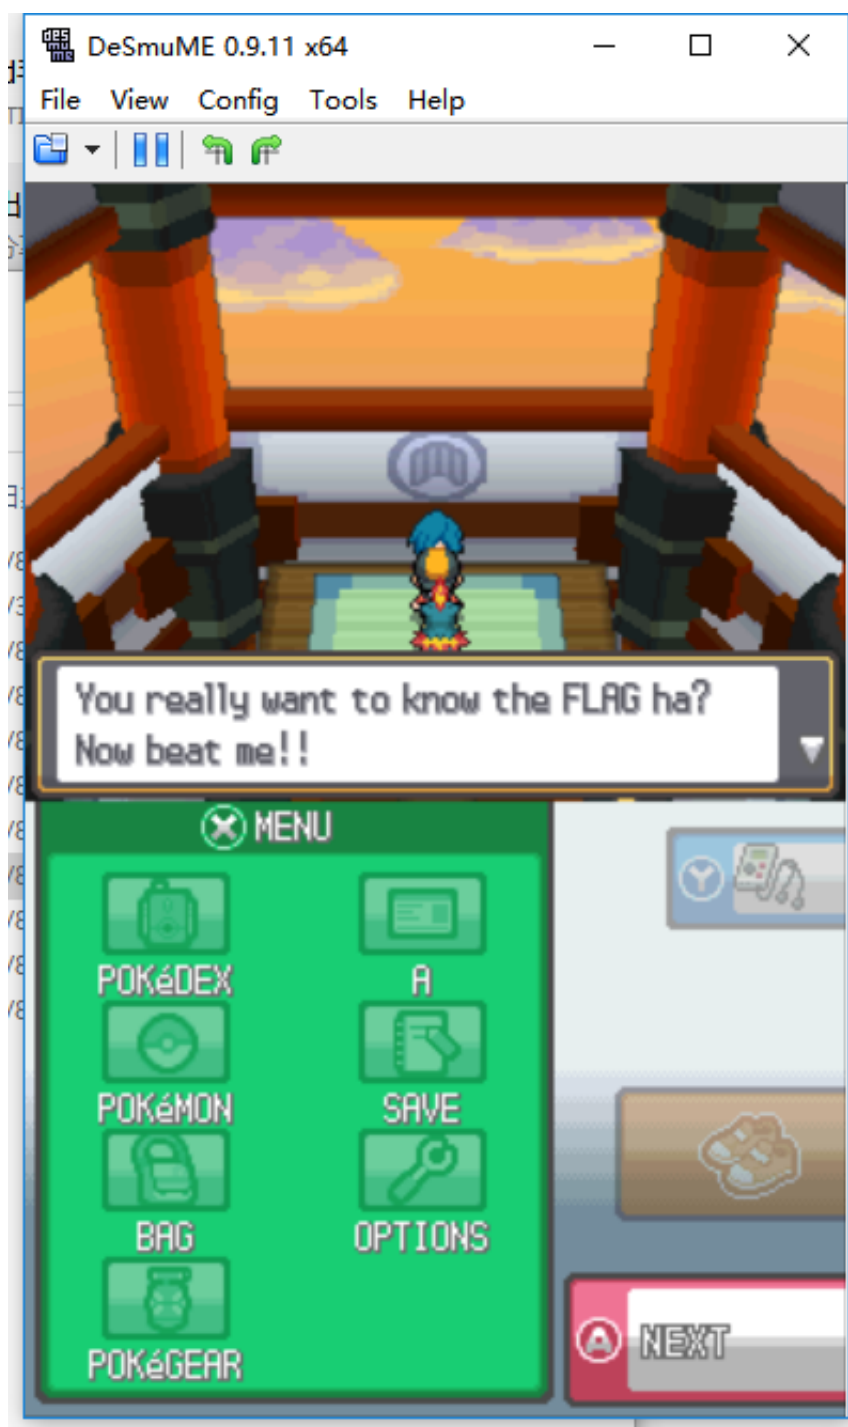 DeSmuME 0.9.11 x64
File View Config Tools Help
You really want to know the FLAG ha?
Now beat me!!
X MENU
Y
POKéDEX A
POKéMON SAVE
BAG OPTIONS
POKéGEAR
A NEXT